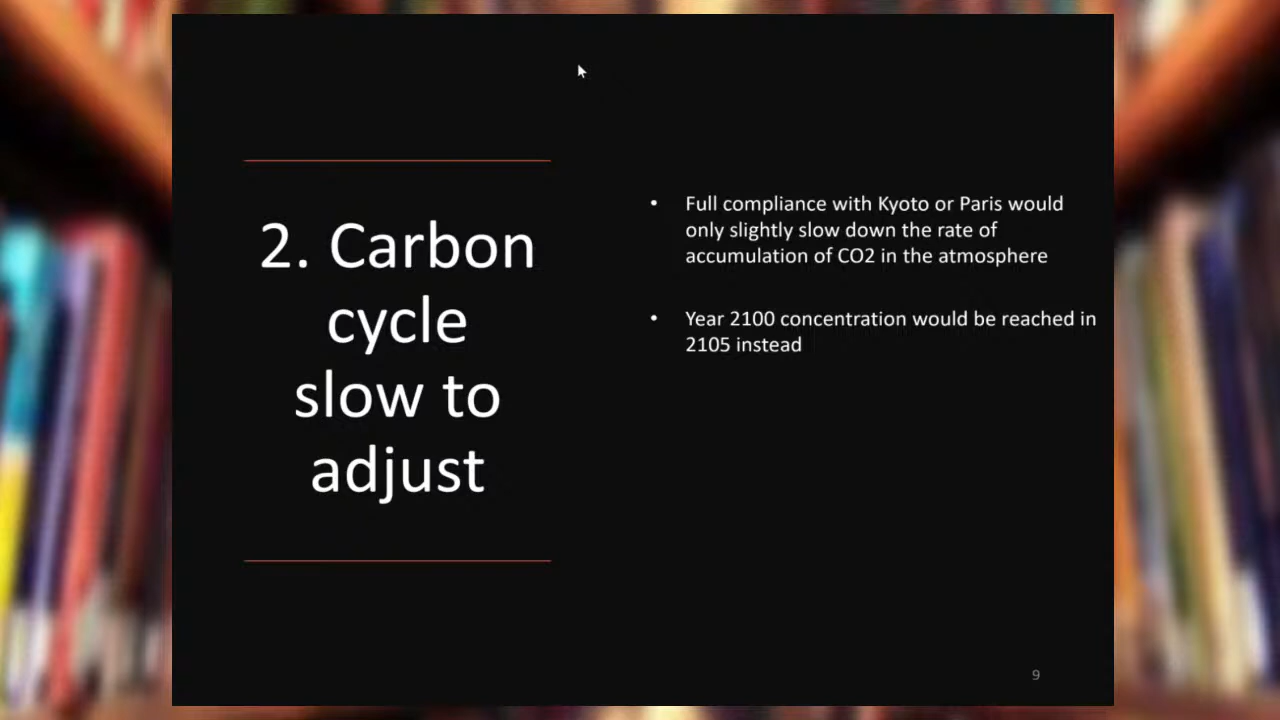 2. Carbon
cycle
slow to
adjust
• Full compliance with Kyoto or Paris would
only slightly slow down the rate of
accumulation of CO2 in the atmosphere
• Year 2100 concentration would be reached in
2105 instead
9